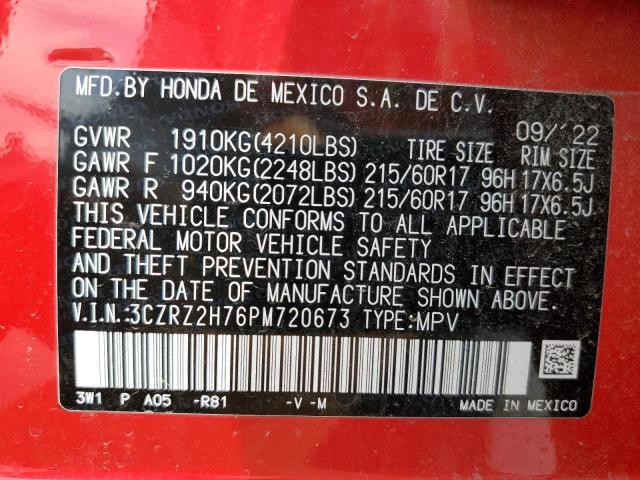 MFD.BY HONDA DE MEXICO S.A. DE C.V.
09/'22
GVWR 1910KG(4210LBS) TIRE SIZE RIM SIZE
GAWR F 1020KG(2248LBS) 215/60R17 96H 17X6.5J
GAWR R 940KG(2072LBS) 215/60R17 96H 17X6.5J
THIS VEHICLE CONFORMS TO ALL APPLICABLE
FEDERAL MOTOR VEHICLE SAFETY
AND THEFT PREVENTION STANDARDS IN EFFECT
ON THE DATE OF MANUFACTURE SHOWN ABOVE.
V.I.N.:3CZRZ2H76PM720673 TYPE:MPV
3W1 P A05 -R81 -V -M MADE IN MEXICO